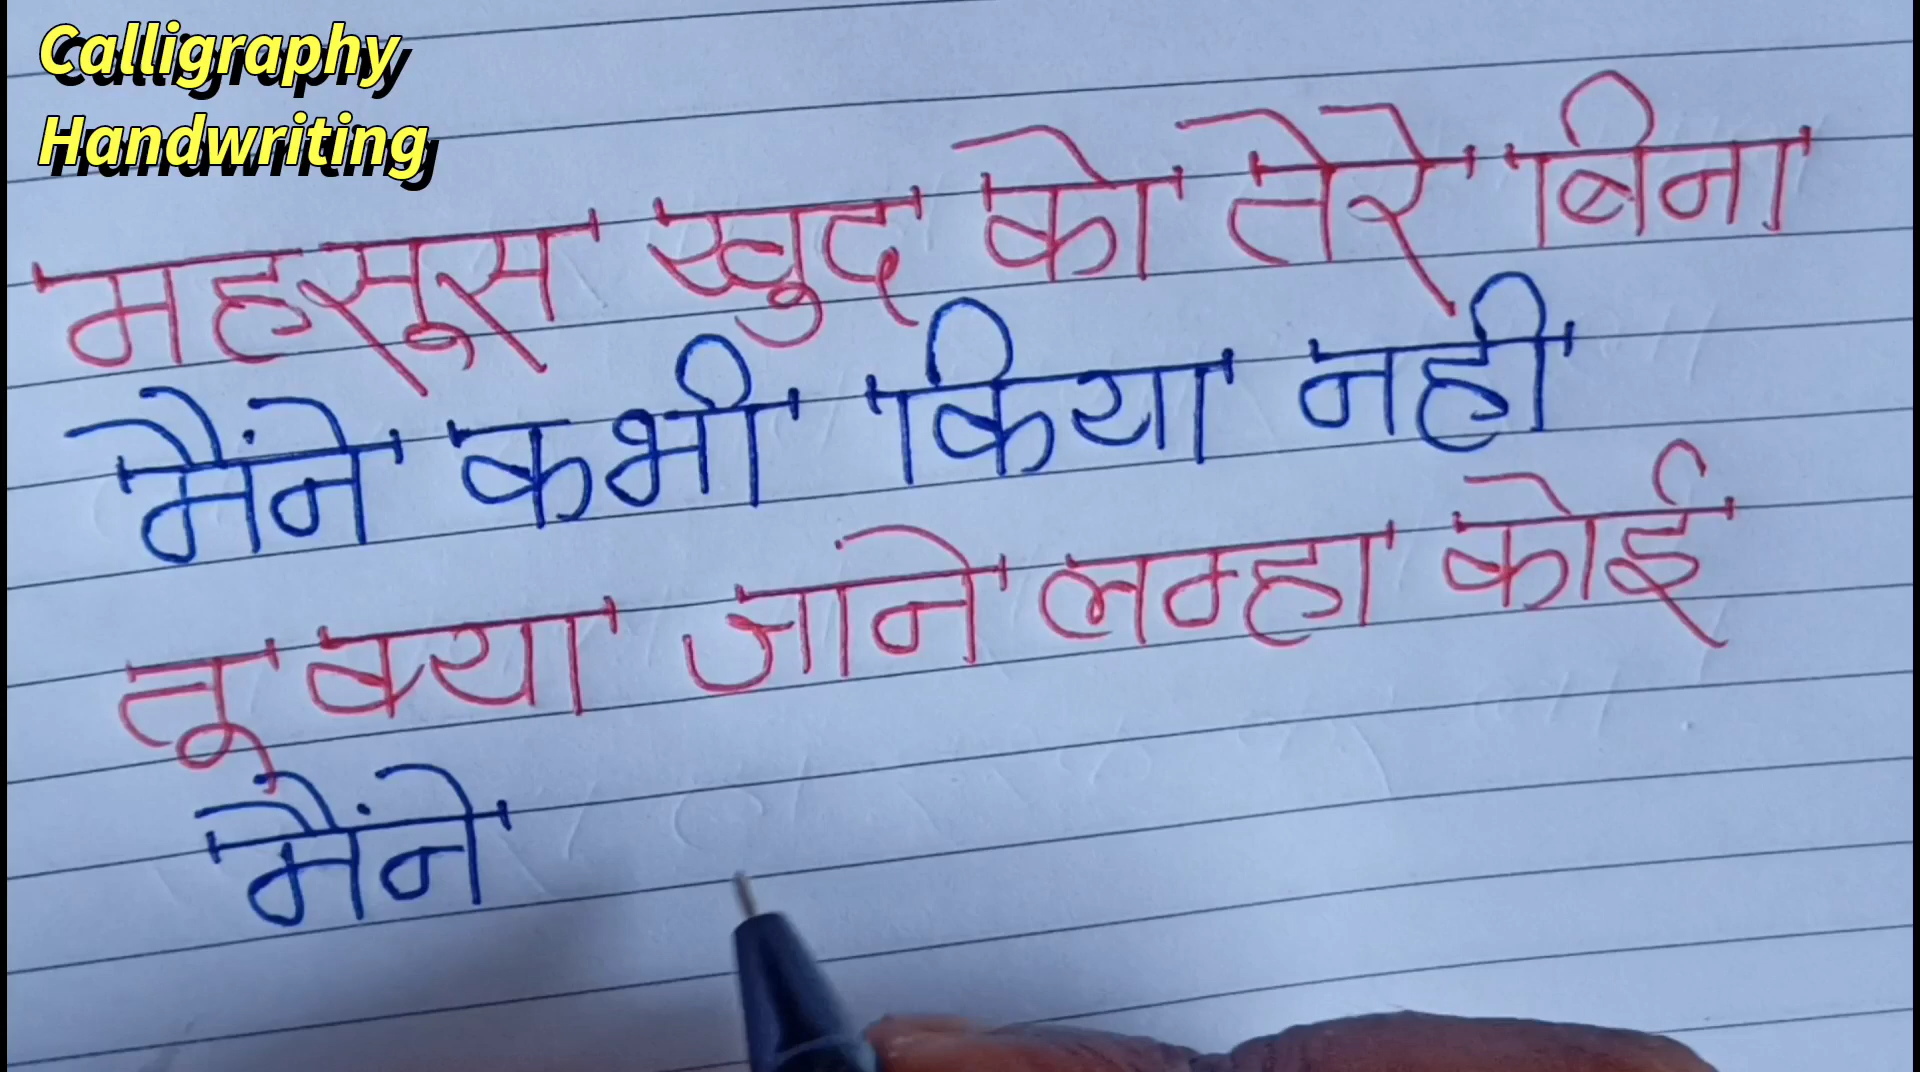 Calligraphy
Handwriting
महसूस खुद को तेरे बिना
मैंने कभी किया नही
तू क्या जाने लम्हा कोई
मैंने